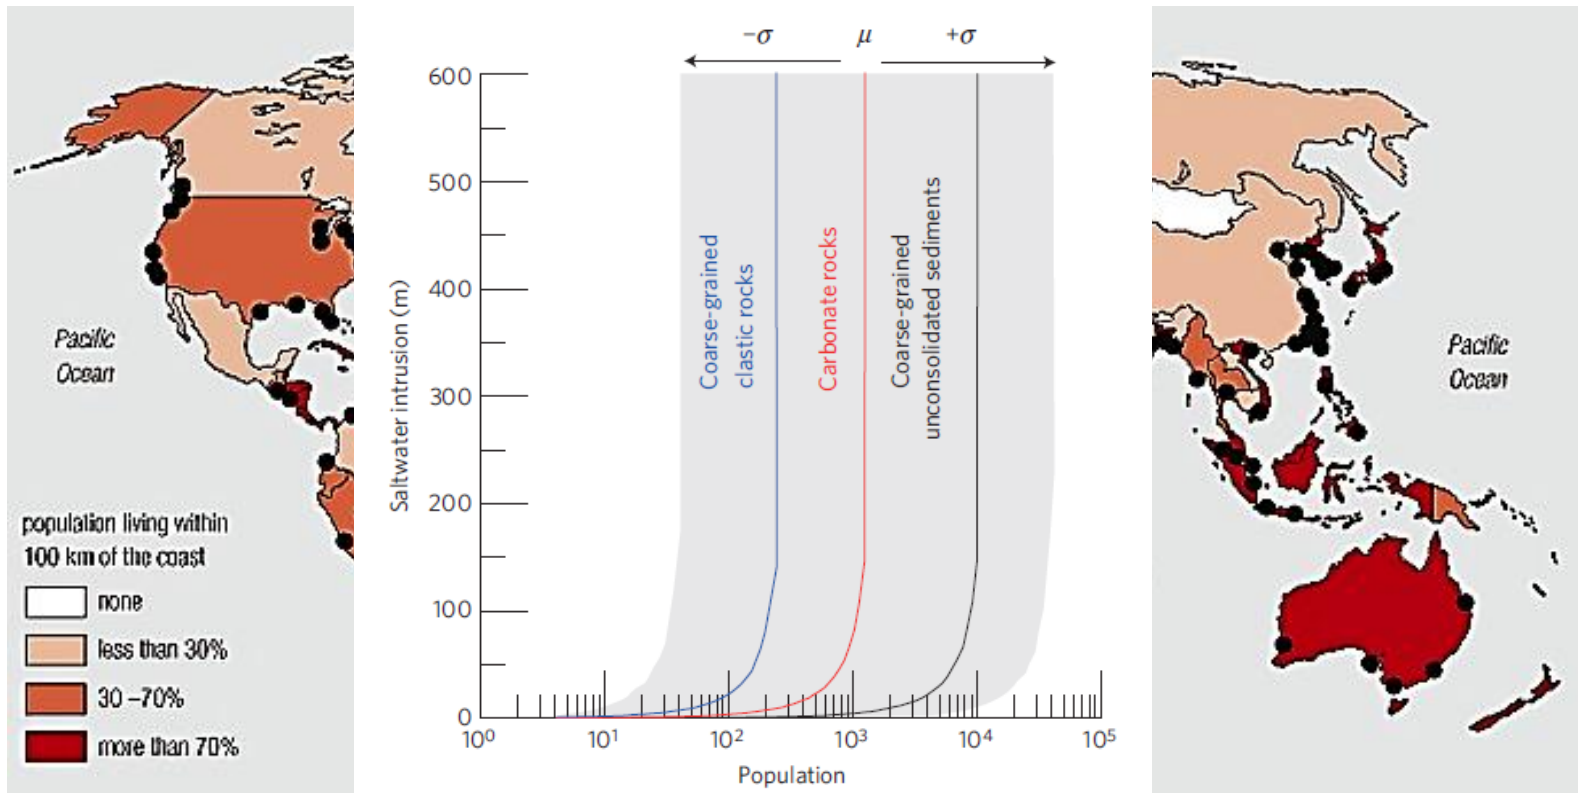 Pacific
Ocean
population living within
100 km of the coast
none
less than 30%
30 –70%
more than 70%
−σ
μ
+σ
600
500
400
300
200
100
0
Saltwater intrusion (m)
Coarse-grained
clastic rocks
Carbonate rocks
Coarse-grained
unconsolidated sediments
10⁰ 10¹ 10² 10³ 10⁴ 10⁵
Population
Pacific
Ocean